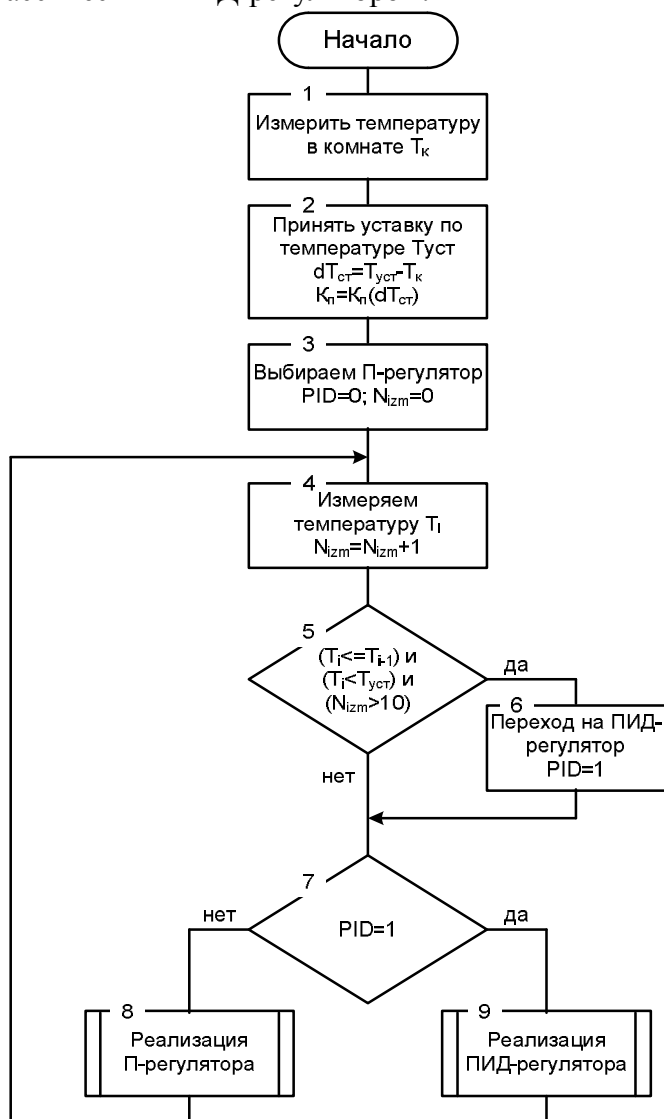 Начало
1
Измерить температуру
в комнате Tк
2
Принять уставку по
температуре Tуст
dTст=Tуст-Tк
Kп=Kп(dTст)
3
Выбираем П-регулятор
PID=0; Nizm=0
4
Измеряем
температуру Ti
Nizm=Nizm+1
5
(Ti<=Ti-1) и
(Ti<Tуст) и
(Nizm>10)
да
6
Переход на ПИД-
регулятор
PID=1
нет
7
PID=1
нет
да
8
Реализация
П-регулятора
9
Реализация
ПИД-регулятора